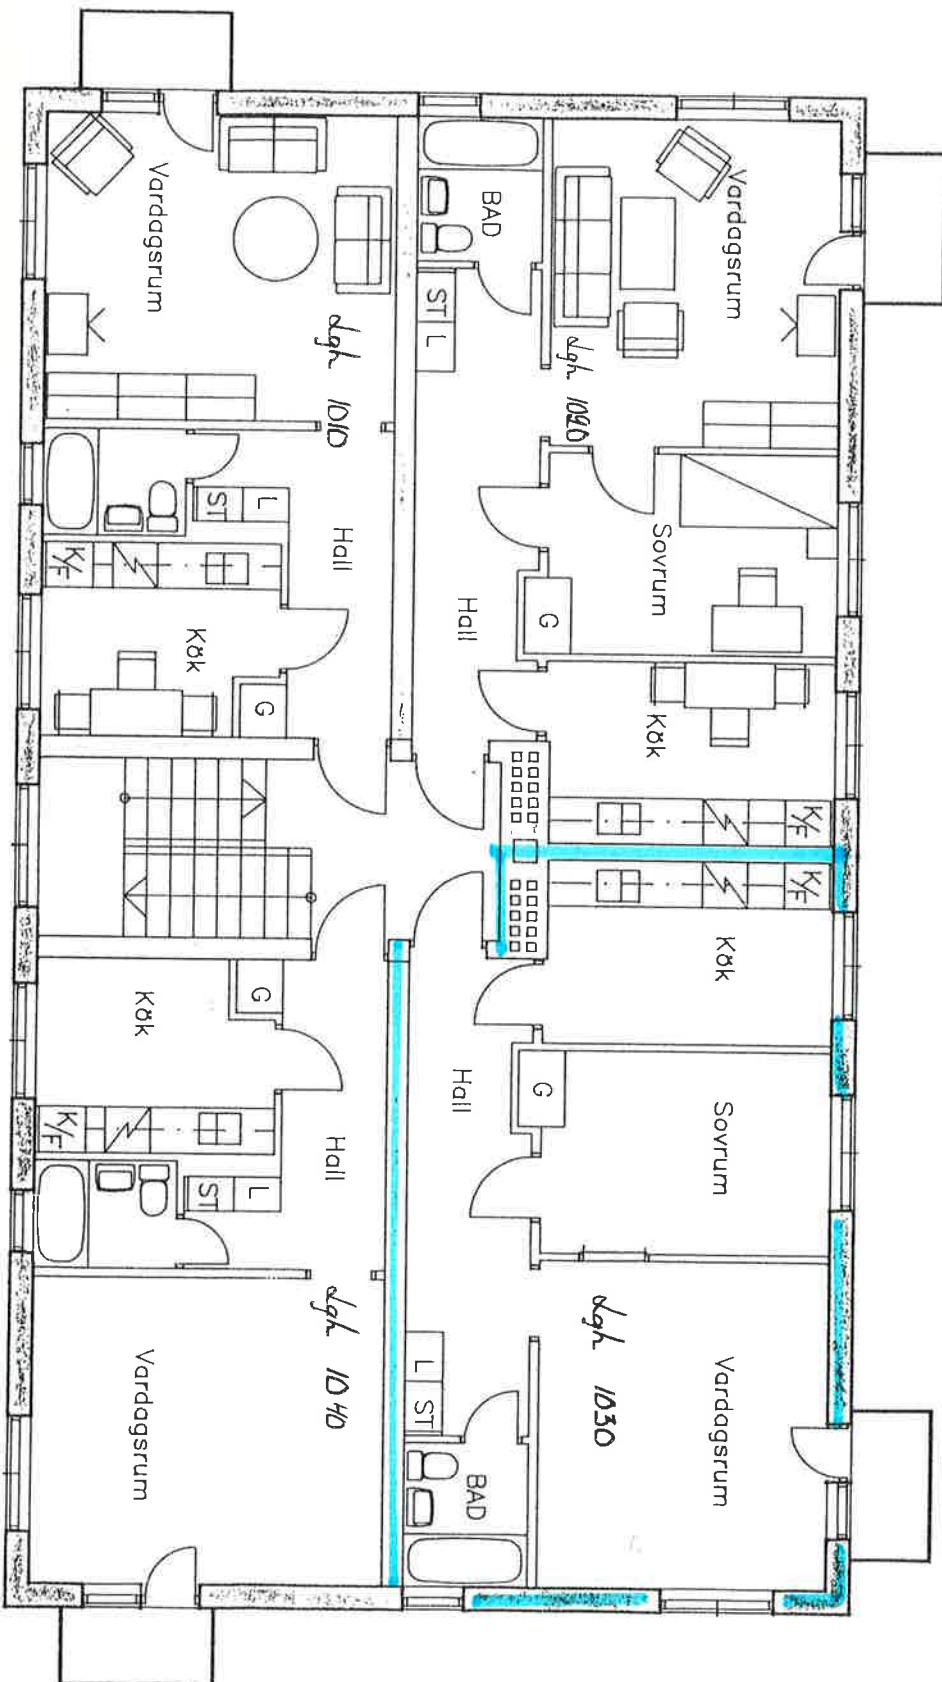 Vardagsrum
BAD
ST
L
Lgh 1020
Sovrum
G
Hall
Kök
K/F
Vardagsrum
Lgh 1010
Hall
L
ST
K/F
Kök
G
K/F
Kök
Hall
G
Sovrum
Lgh 1030
Vardagsrum
L
ST
BAD
G
Kök
K/F
Hall
L
ST
Lgh 1040
Vardagsrum